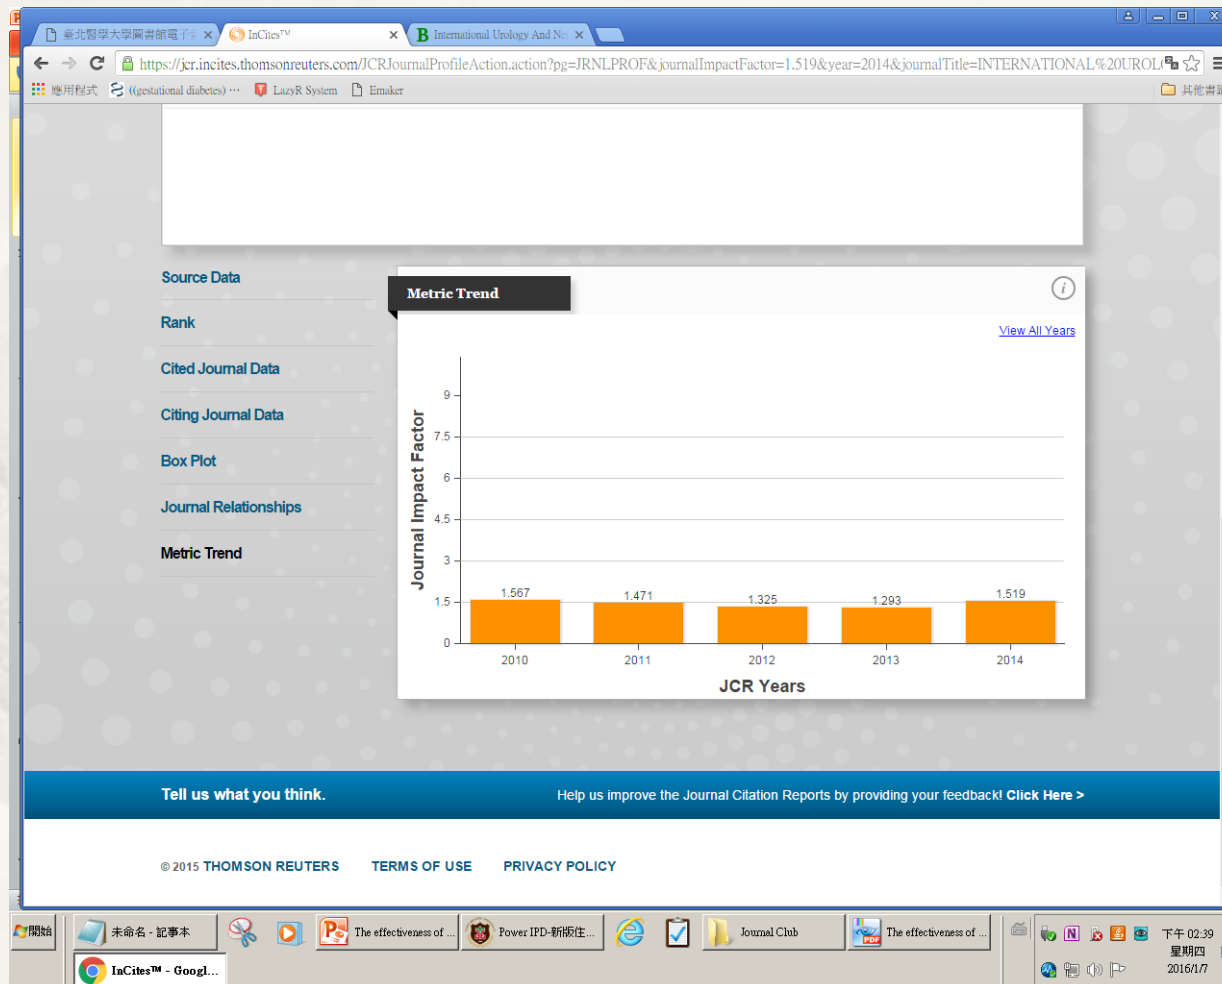 臺北醫學大學圖書館電子
InCites™
International Urology And Ne
https://jcr.incites.thomsonreuters.com/JCRJournalProfileAction.action?pg=JRNLPROF&journalImpactFactor=1.519&year=2014&journalTitle=INTERNATIONAL%20UROL
應用程式
((gestational diabetes) ...
LazyR System
Emaker
其他書籤
Source Data
Rank
Cited Journal Data
Citing Journal Data
Box Plot
Journal Relationships
Metric Trend
Metric Trend
View All Years
Journal Impact Factor
9
7.5
6
4.5
3
1.5
0
1.567
1.471
1.325
1.293
1.519
2010
2011
2012
2013
2014
JCR Years
Tell us what you think.
Help us improve the Journal Citation Reports by providing your feedback! Click Here >
© 2015 THOMSON REUTERS
TERMS OF USE
PRIVACY POLICY
開始
未命名 - 記事本
The effectiveness of ...
Power IPD-新版住...
Journal Club
The effectiveness of ...
下午 02:39
星期四
2016/1/7
InCites™ - Googl...